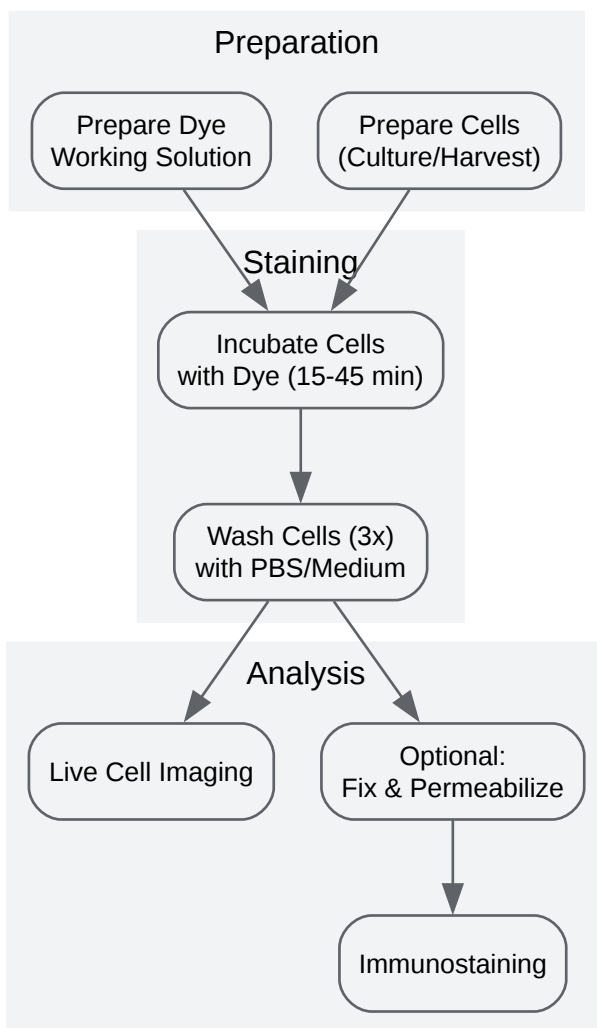 Preparation
Prepare Dye
Working Solution
Prepare Cells
(Culture/Harvest)
Staining
Incubate Cells
with Dye (15-45 min)
Wash Cells (3x)
with PBS/Medium
Analysis
Live Cell Imaging
Optional:
Fix & Permeabilize
Immunostaining